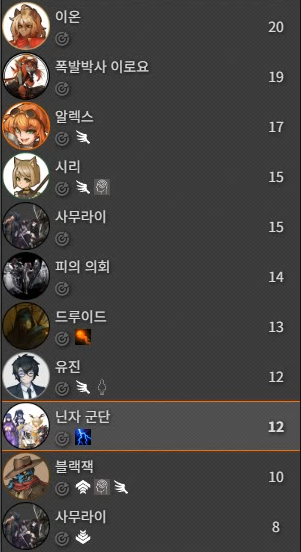 이온
20
폭발박사 이로요
19
알렉스
17
시리
15
사무라이
15
피의 의회
14
드루이드
13
유진
12
닌자 군단
12
블랙잭
10
사무라이
8